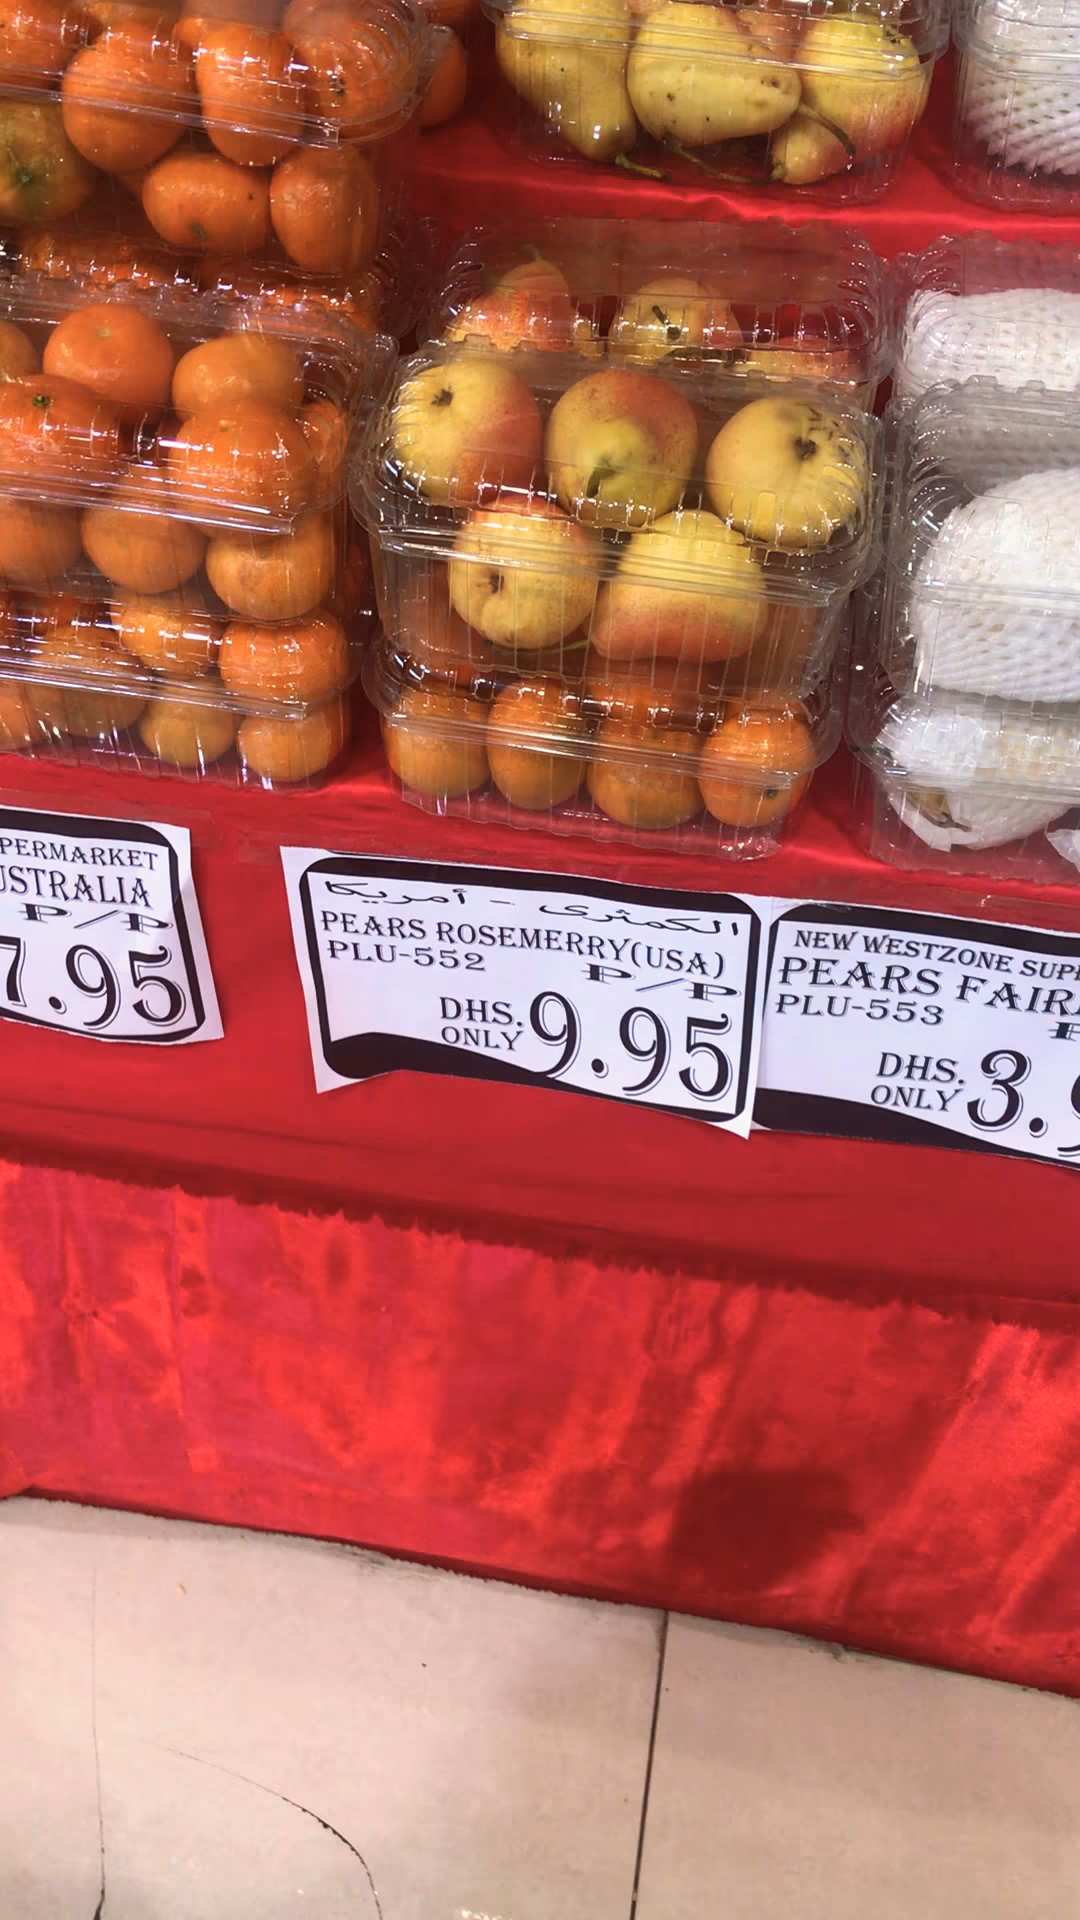 PERMARKET
USTRALIA
P/P
7.95
الكمثرى - أمريكا
PEARS ROSEMERRY(USA)
PLU-552
P/P
DHS. ONLY 9.95
NEW WESTZONE SUP
PEARS FAIR
PLU-553
P
DHS. ONLY 3.9